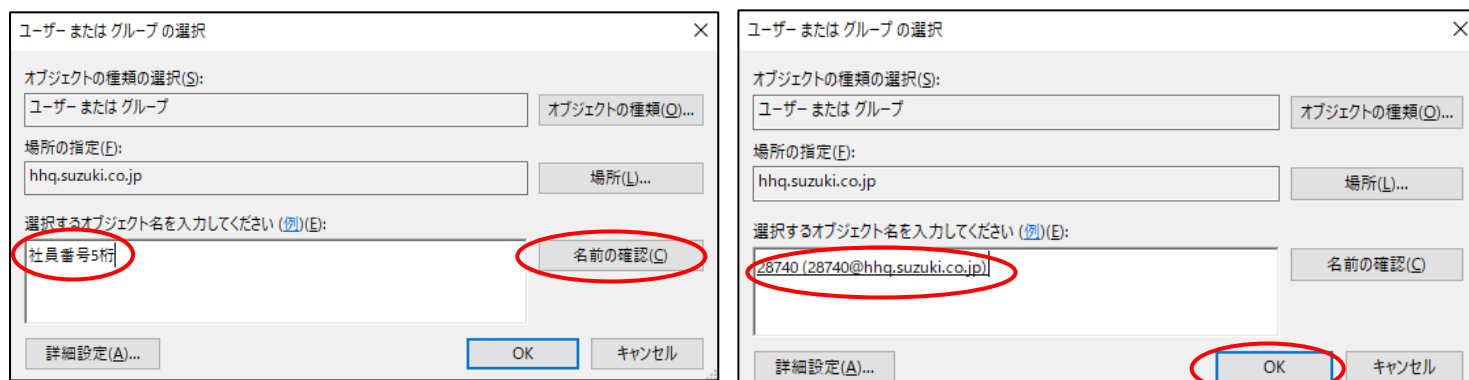 ユーザー または グループ の選択
オブジェクトの種類の選択(S):
ユーザー または グループ
オブジェクトの種類(O)...
場所の指定(F):
hhq.suzuki.co.jp
場所(L)...
選択するオブジェクト名を入力してください (例)(E):
社員番号5桁
名前の確認(C)
詳細設定(A)...
OK
キャンセル
ユーザー または グループ の選択
オブジェクトの種類の選択(S):
ユーザー または グループ
オブジェクトの種類(O)...
場所の指定(F):
hhq.suzuki.co.jp
場所(L)...
選択するオブジェクト名を入力してください (例)(E):
28740 (28740@hhq.suzuki.co.jp)
名前の確認(C)
詳細設定(A)...
OK
キャンセル